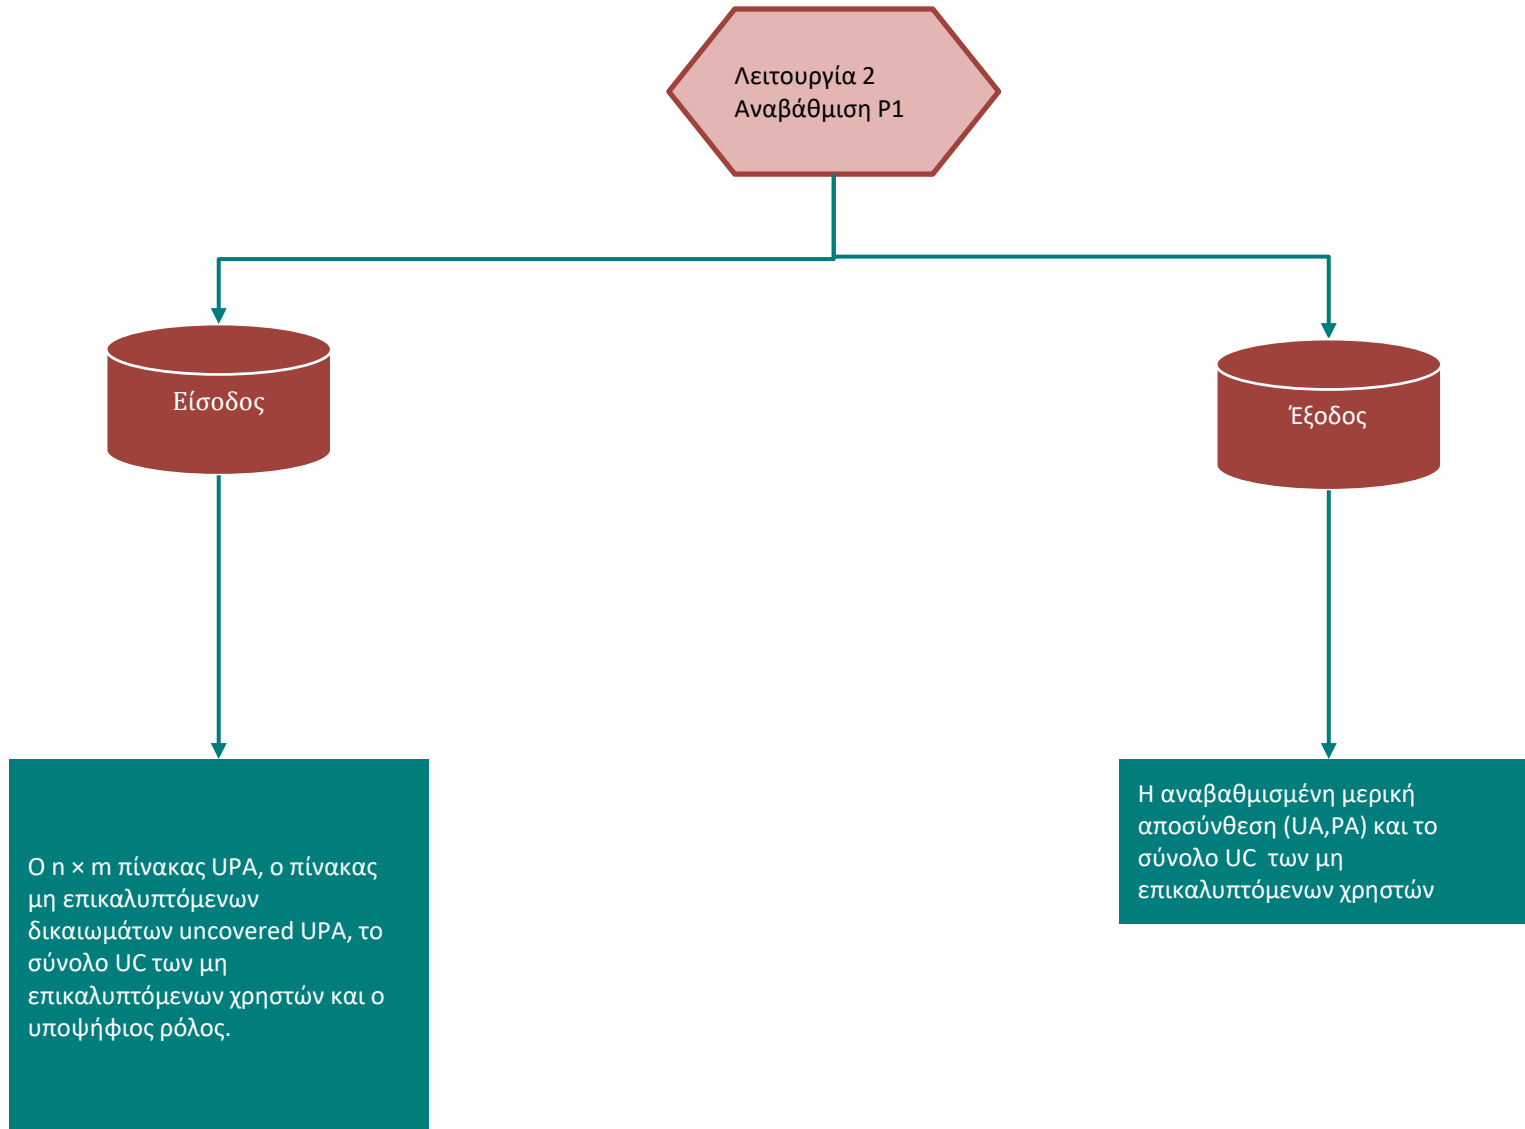 Λειτουργία 2
Αναβάθμιση P1
Είσοδος
Έξοδος
Ο n × m πίνακας UPA, ο πίνακας
μη επικαλυπτόμενων
δικαιωμάτων uncovered UPA, το
σύνολο UC των μη
επικαλυπτόμενων χρηστών και ο
υποψήφιος ρόλος.
Η αναβαθμισμένη μερική
αποσύνθεση (UA,PA) και το
σύνολο UC των μη
επικαλυπτόμενων χρηστών